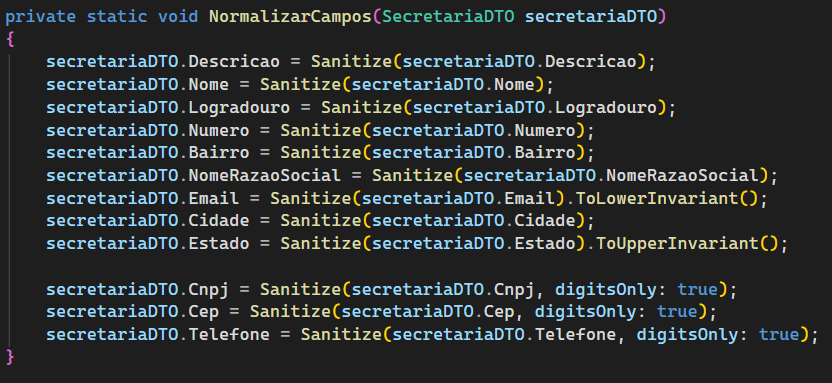 private static void NormalizarCampos(SecretariaDTO secretariaDTO)
{
secretariaDTO.Descricao = Sanitize(secretariaDTO.Descricao);
secretariaDTO.Nome = Sanitize(secretariaDTO.Nome);
secretariaDTO.Logradouro = Sanitize(secretariaDTO.Logradouro);
secretariaDTO.Numero = Sanitize(secretariaDTO.Numero);
secretariaDTO.Bairro = Sanitize(secretariaDTO.Bairro);
secretariaDTO.NomeRazaoSocial = Sanitize(secretariaDTO.NomeRazaoSocial);
secretariaDTO.Email = Sanitize(secretariaDTO.Email).ToLowerInvariant();
secretariaDTO.Cidade = Sanitize(secretariaDTO.Cidade);
secretariaDTO.Estado = Sanitize(secretariaDTO.Estado).ToUpperInvariant();
secretariaDTO.Cnpj = Sanitize(secretariaDTO.Cnpj, digitsOnly: true);
secretariaDTO.Cep = Sanitize(secretariaDTO.Cep, digitsOnly: true);
secretariaDTO.Telefone = Sanitize(secretariaDTO.Telefone, digitsOnly: true);
}